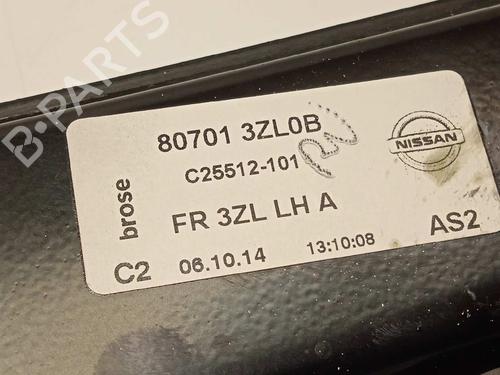 B-PARTS
80701 3ZL0B
C25512-101
NISSAN
brose
FR 3ZL LH A
C2 06.10.14 13:10:08 AS2